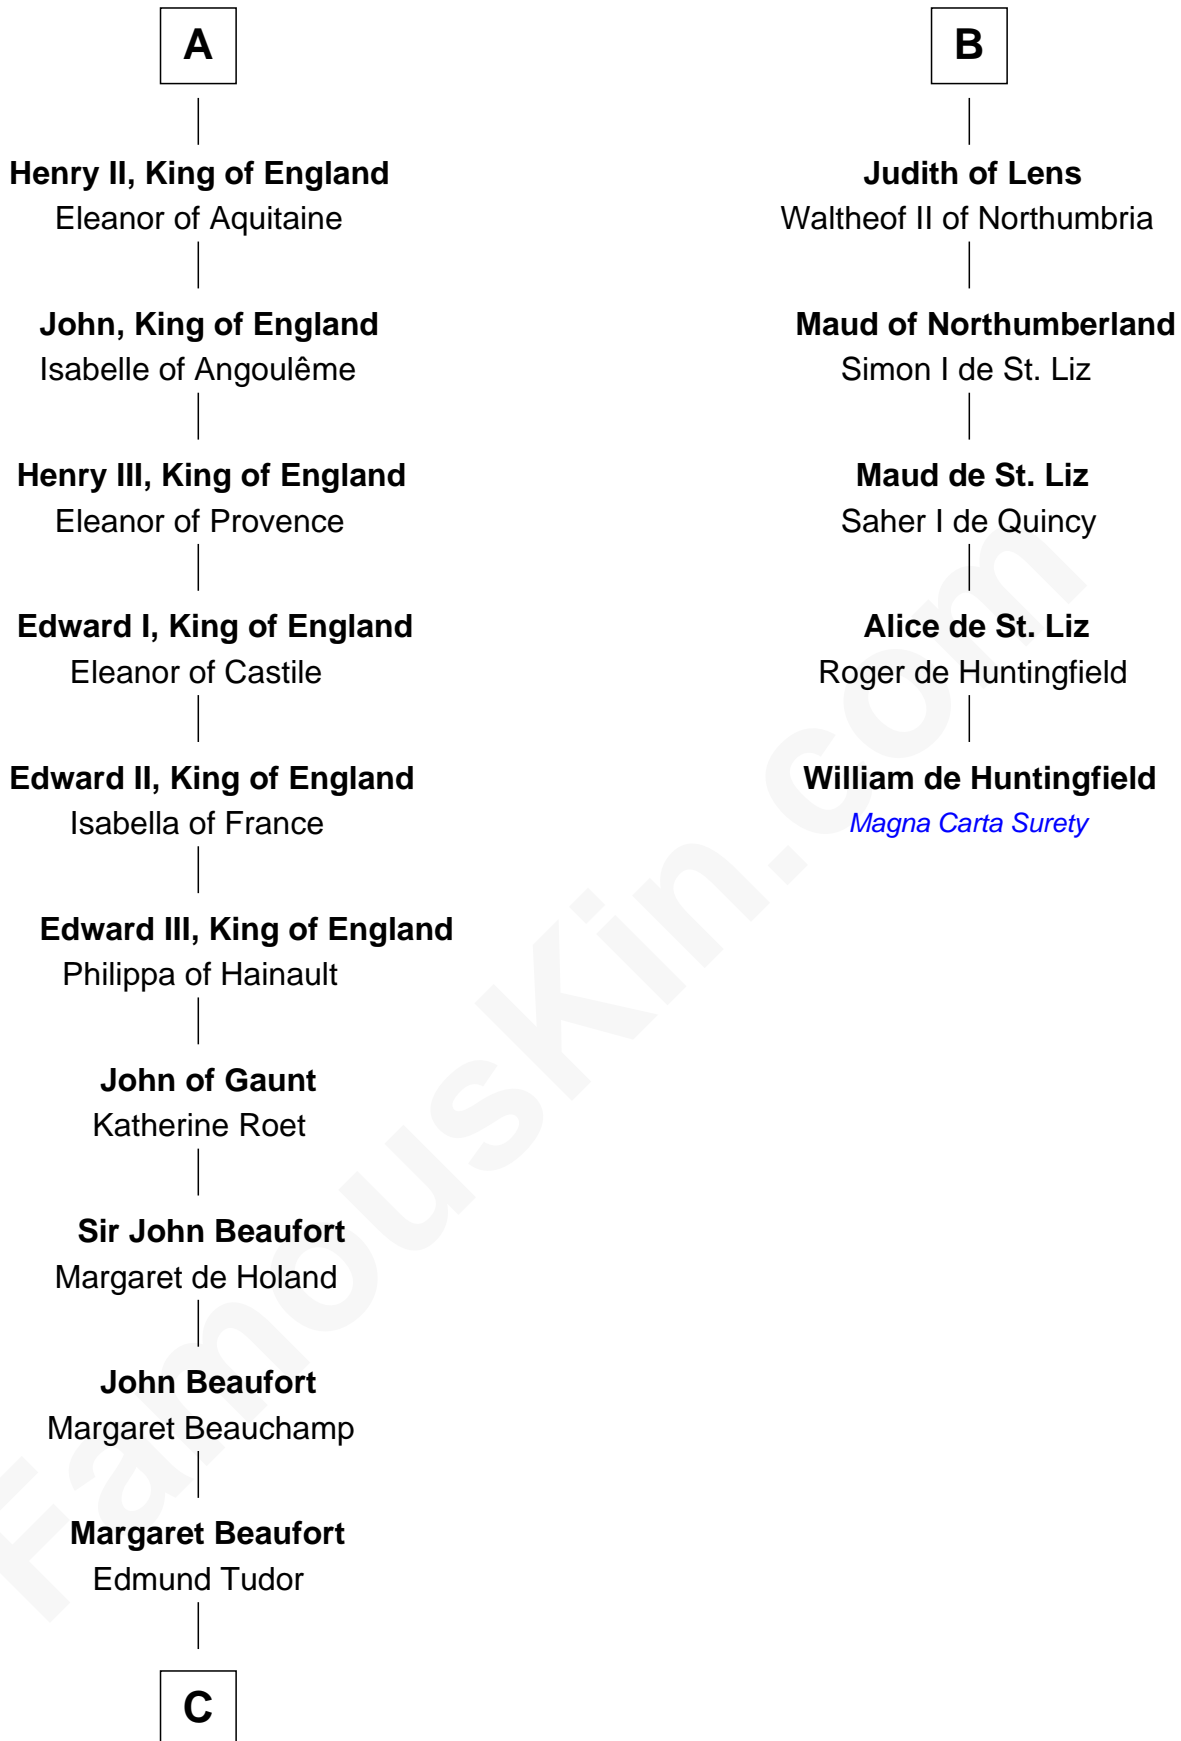 A
Henry II, King of England
Eleanor of Aquitaine
John, King of England
Isabelle of Angoulême
Henry III, King of England
Eleanor of Provence
Edward I, King of England
Eleanor of Castile
Edward II, King of England
Isabella of France
Edward III, King of England
Philippa of Hainault
John of Gaunt
Katherine Roet
Sir John Beaufort
Margaret de Holand
John Beaufort
Margaret Beauchamp
Margaret Beaufort
Edmund Tudor
C
B
Judith of Lens
Waltheof II of Northumbria
Maud of Northumberland
Simon I de St. Liz
Maud de St. Liz
Saher I de Quincy
Alice de St. Liz
Roger de Huntingfield
William de Huntingfield
Magna Carta Surety
FamousKin.com